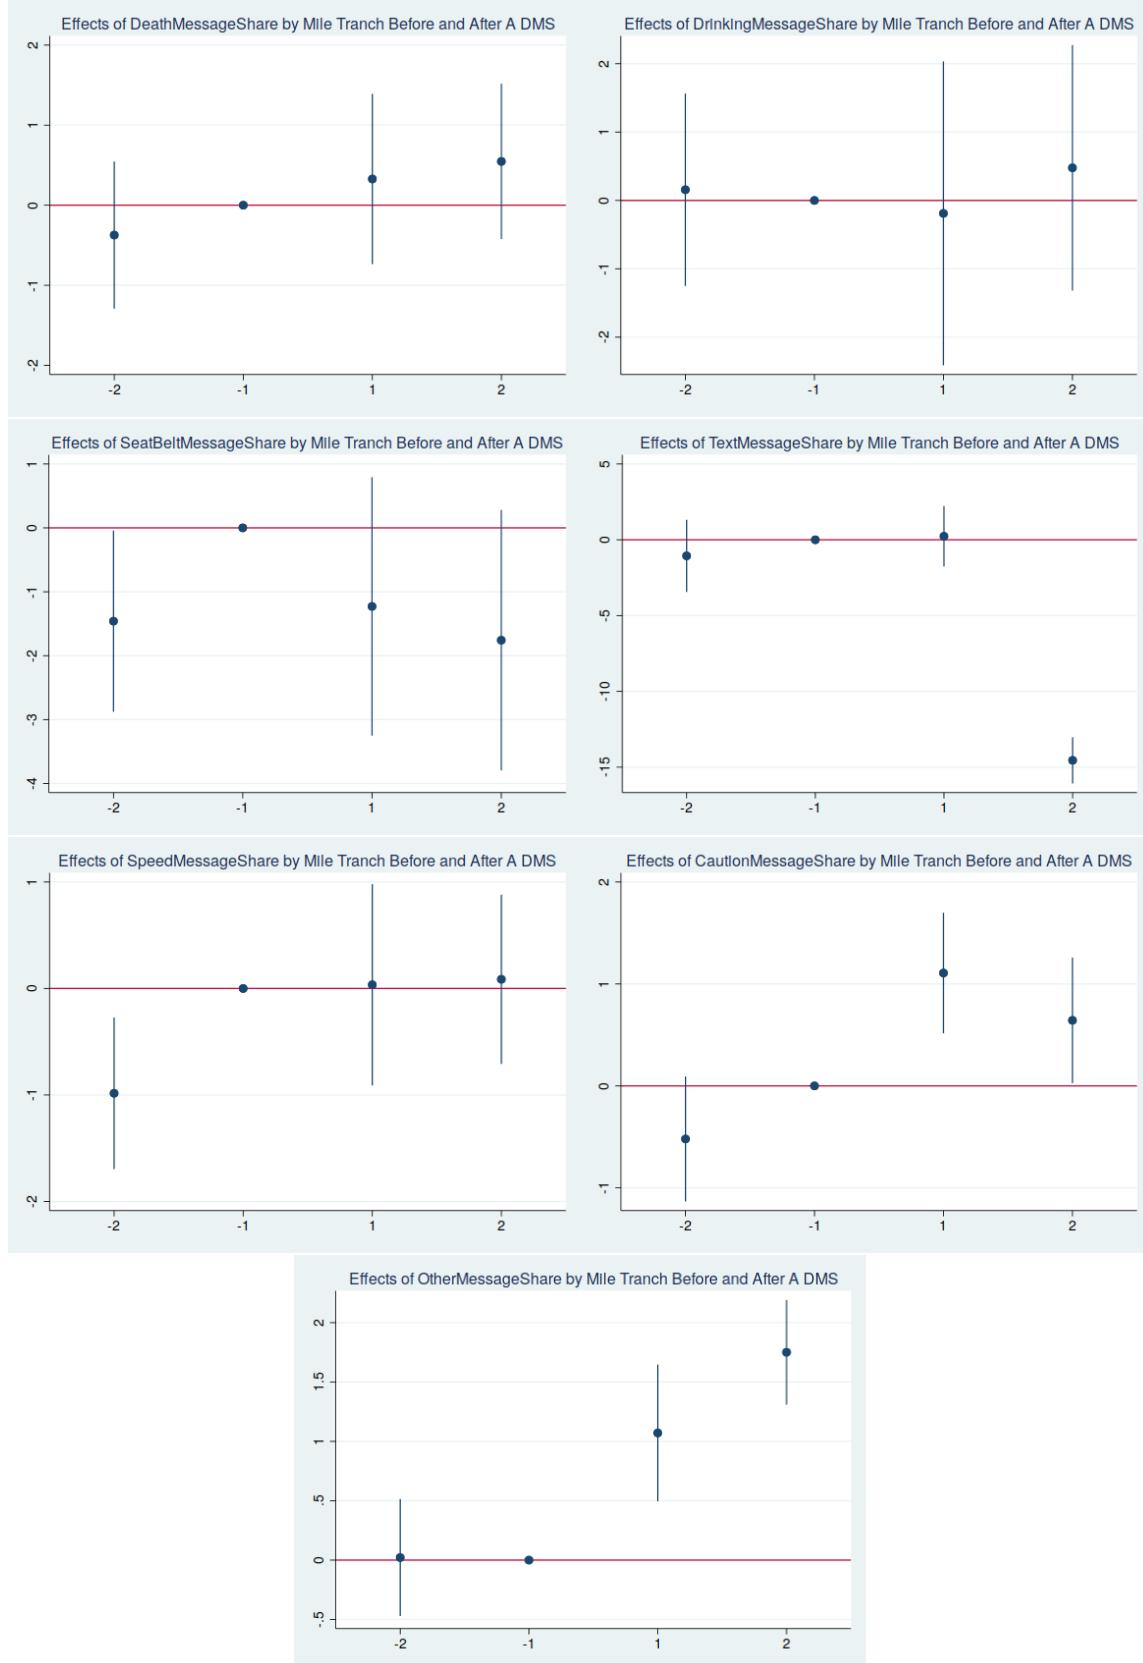 Effects of DeathMessageShare by Mile Tranch Before and After A DMS
2
1
0
-1
-2
-2 -1 1 2
Effects of DrinkingMessageShare by Mile Tranch Before and After A DMS
2
1
0
-1
-2
-2 -1 1 2
Effects of SeatBeltMessageShare by Mile Tranch Before and After A DMS
1
0
-1
-2
-3
-4
-2 -1 1 2
Effects of TextMessageShare by Mile Tranch Before and After A DMS
5
0
-5
-10
-15
-2 -1 1 2
Effects of SpeedMessageShare by Mile Tranch Before and After A DMS
1
0
-1
-2
-2 -1 1 2
Effects of CautionMessageShare by Mile Tranch Before and After A DMS
2
1
0
-1
-2 -1 1 2
Effects of OtherMessageShare by Mile Tranch Before and After A DMS
2
1.5
1
.5
0
-.5
-2 -1 1 2